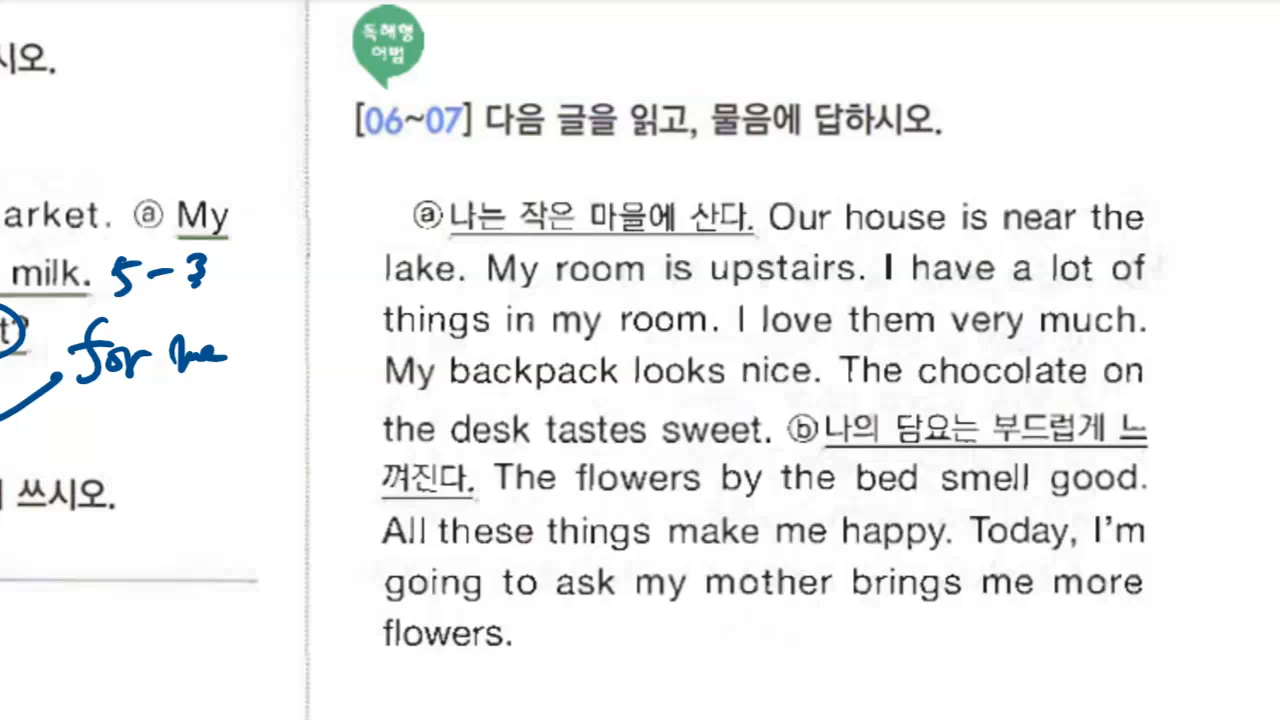 시오.
arket. ⓐ My
milk. 5-3
t?
for me
쓰시오.
독해형
어법
[06~07] 다음 글을 읽고, 물음에 답하시오.
ⓐ나는 작은 마을에 산다. Our house is near the
lake. My room is upstairs. I have a lot of
things in my room. I love them very much.
My backpack looks nice. The chocolate on
the desk tastes sweet. ⓑ나의 담요는 부드럽게 느
껴진다. The flowers by the bed smell good.
All these things make me happy. Today, I'm
going to ask my mother brings me more
flowers.